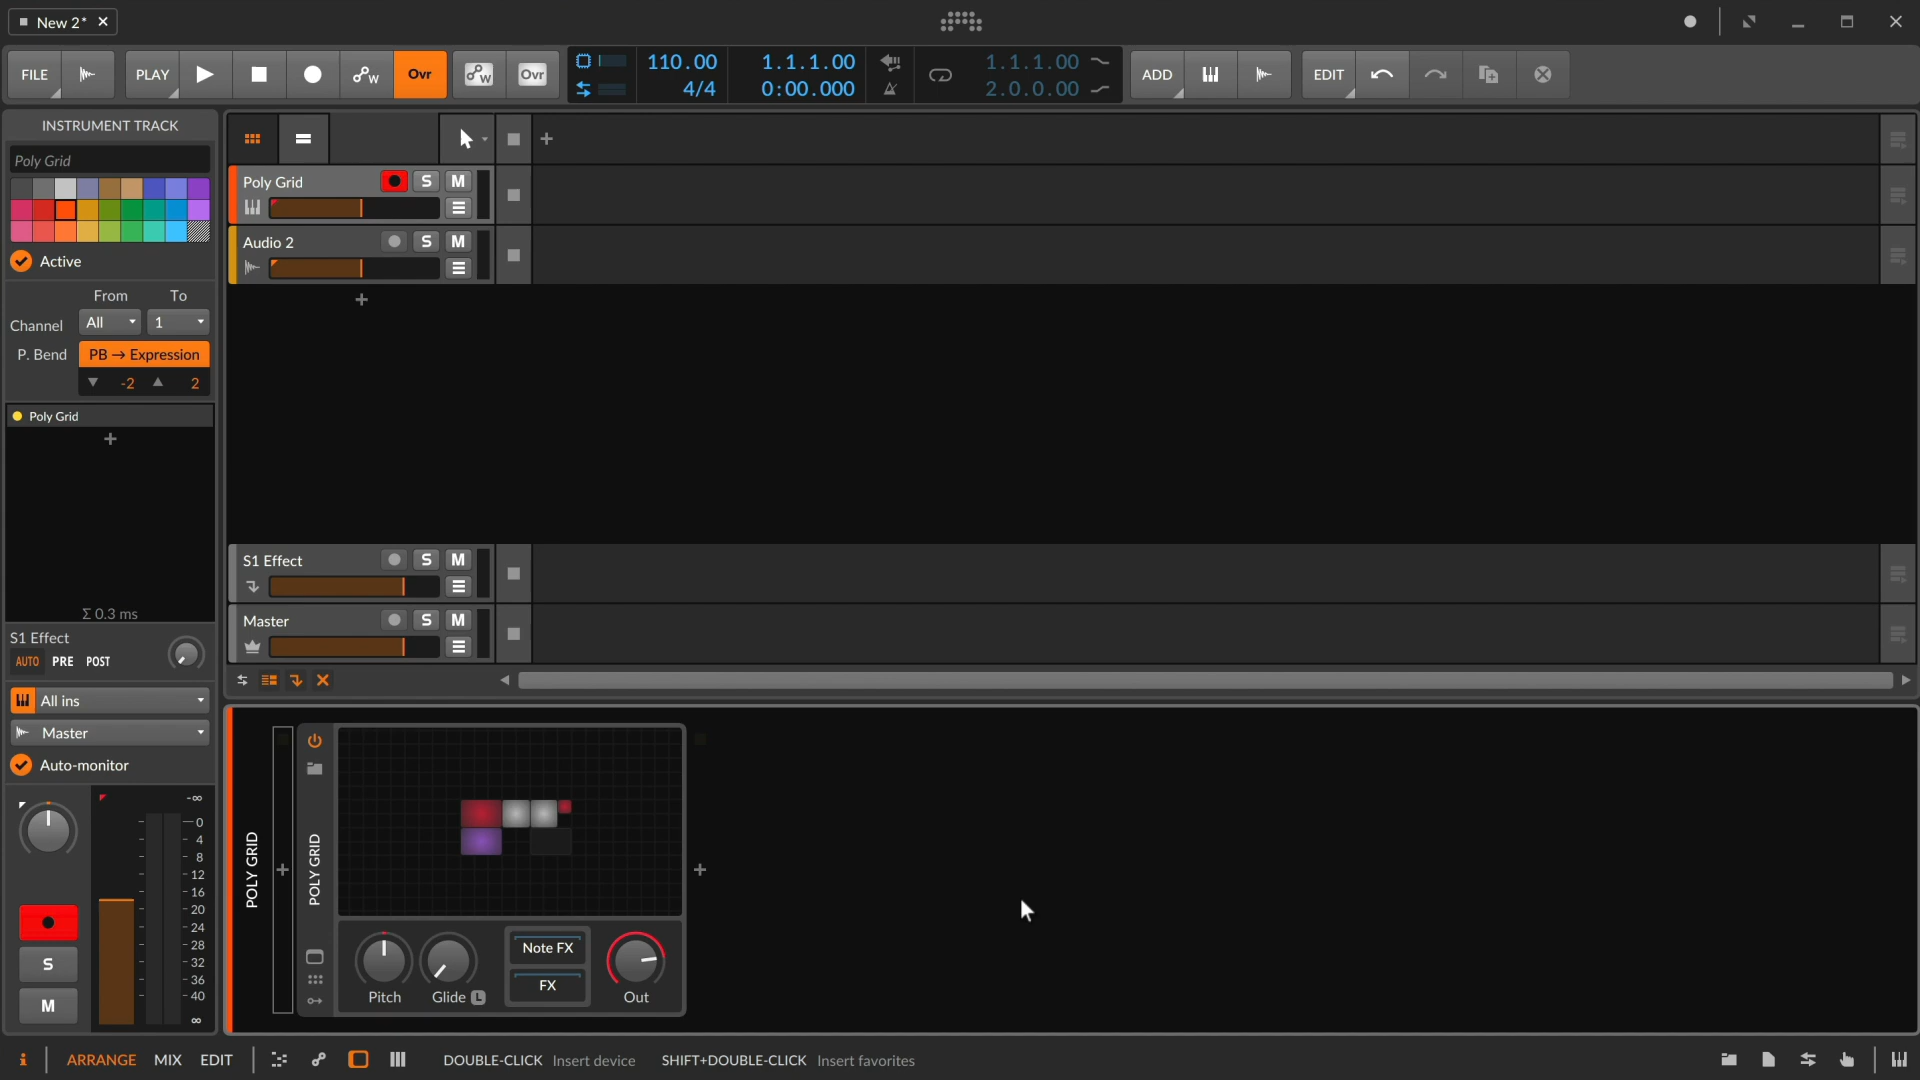 New 2*
FILE
PLAY
Ovr
Ovr
110.00
4/4
1.1.1.00
0:00.000
1.1.1.00
2.0.0.00
ADD
EDIT
INSTRUMENT TRACK
Poly Grid
Active
From To
Channel All 1
P. Bend PB → Expression
-2 2
Poly Grid
Σ 0.3 ms
S1 Effect
AUTO PRE POST
All ins
Master
Auto-monitor
-∞
0
4
8
12
16
20
24
28
32
36
40
∞
S
M
Poly Grid S M
Audio 2 S M
S1 Effect S M
Master S M
POLY GRID
POLY GRID
Pitch
Glide L
Note FX
FX
Out
i ARRANGE MIX EDIT
DOUBLE-CLICK Insert device SHIFT+DOUBLE-CLICK Insert favorites